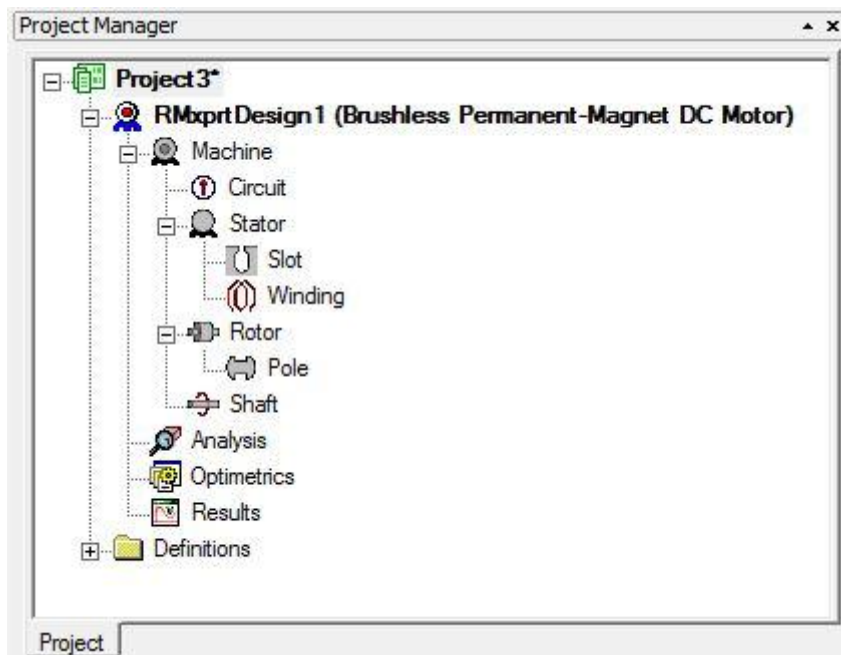 Project Manager
Project3*
RMxprtDesign1 (Brushless Permanent-Magnet DC Motor)
Machine
Circuit
Stator
Slot
Winding
Rotor
Pole
Shaft
Analysis
Optimetrics
Results
Definitions
Project